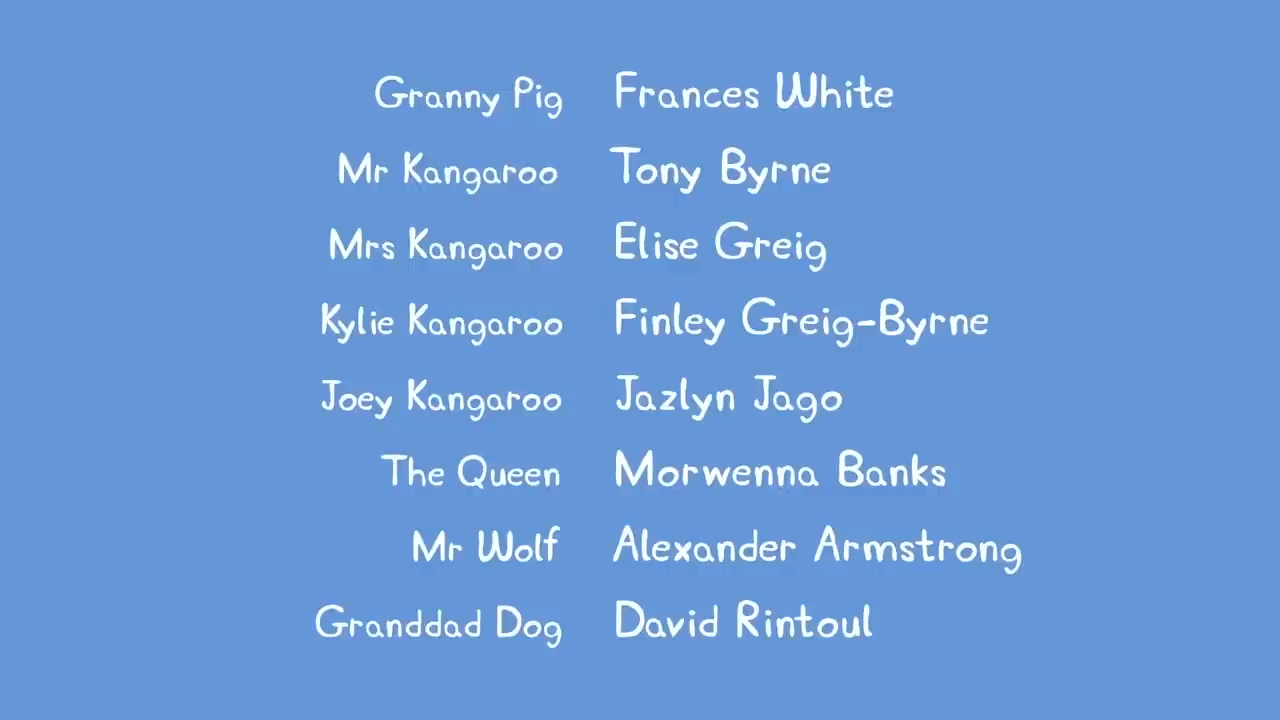 Granny Pig Frances White
Mr Kangaroo Tony Byrne
Mrs Kangaroo Elise Greig
Kylie Kangaroo Finley Greig-Byrne
Joey Kangaroo Jazlyn Jago
The Queen Morwenna Banks
Mr Wolf Alexander Armstrong
Granddad Dog David Rintoul